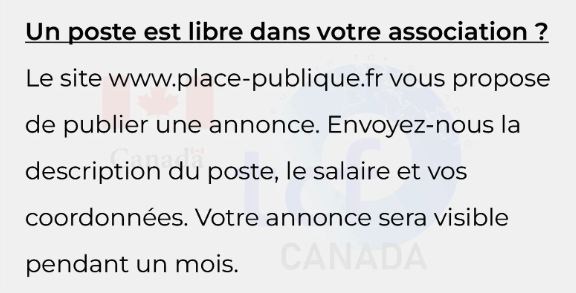 Un poste est libre dans votre association ?
Le site www.place-publique.fr vous propose
de publier une annonce. Envoyez-nous la
description du poste, le salaire et vos
coordonnées. Votre annonce sera visible
pendant un mois.
Canada
CANADA